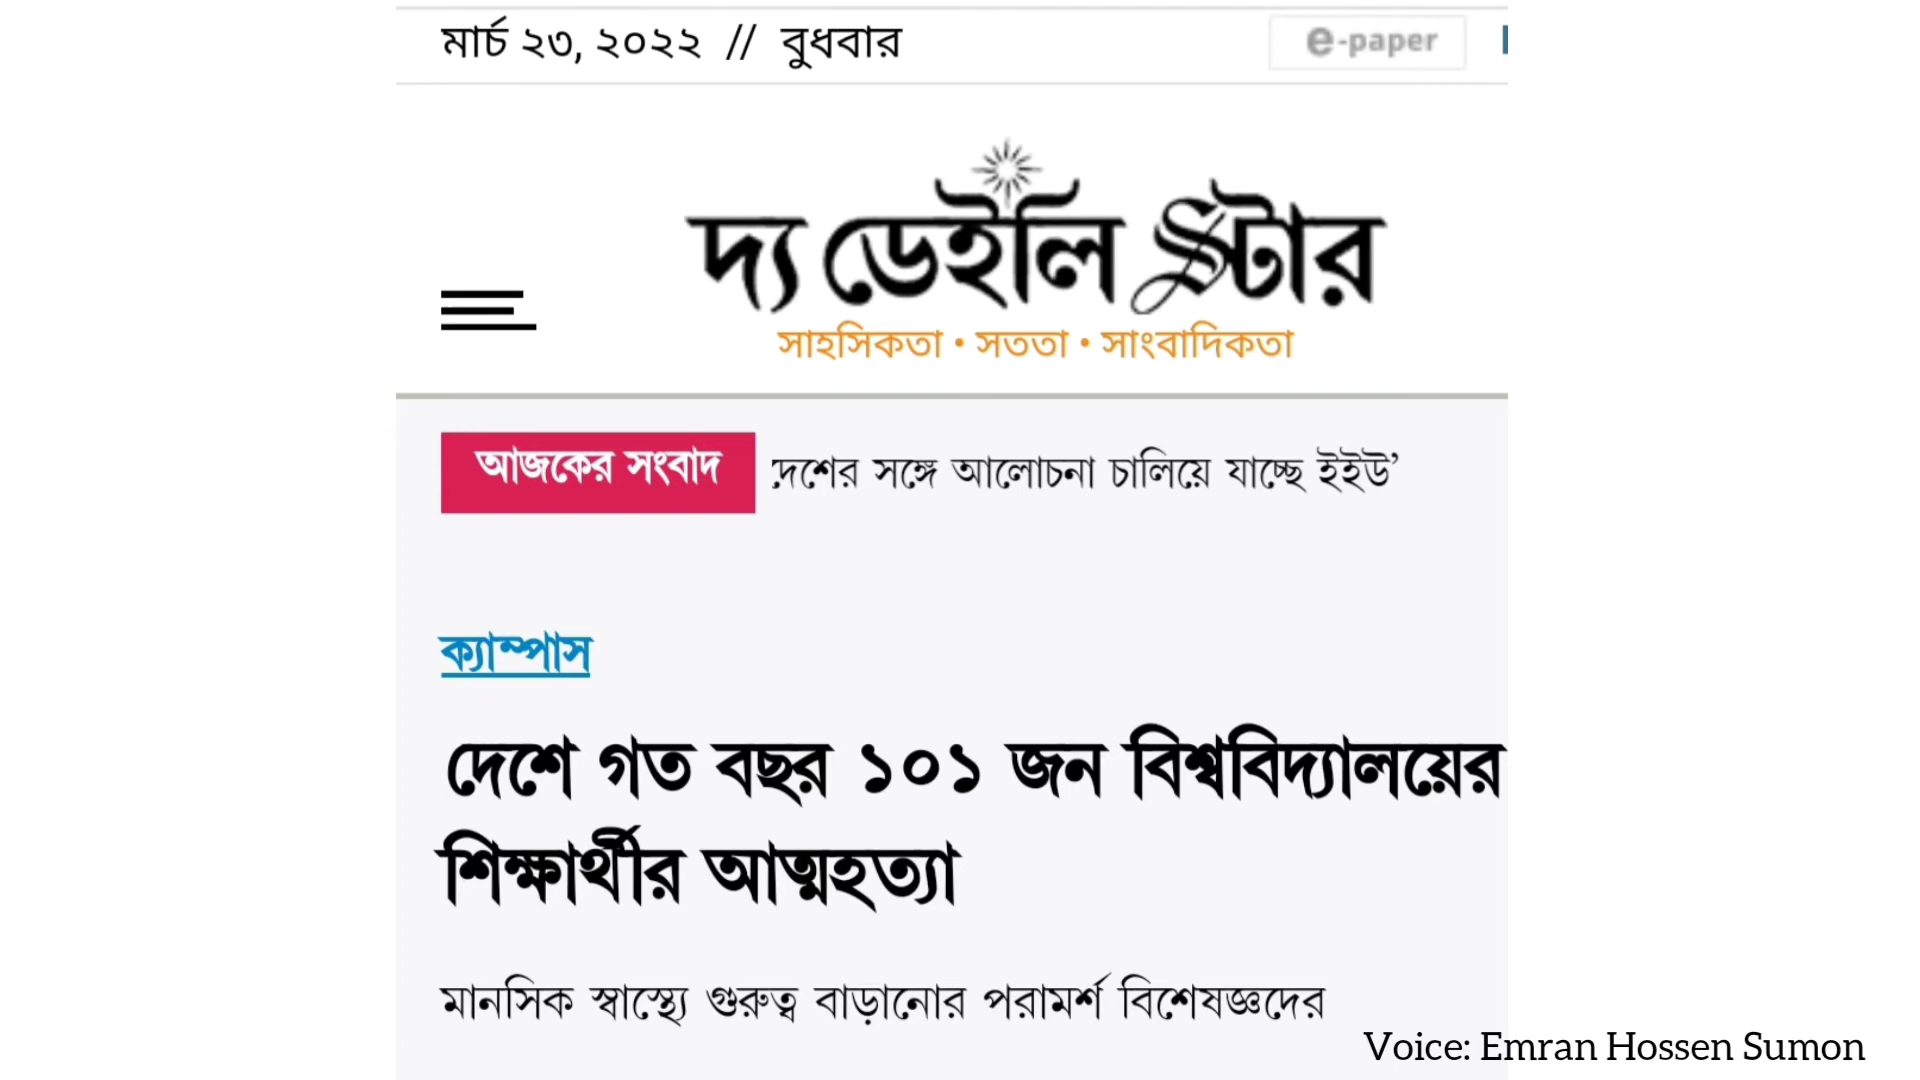 মার্চ ২৩, ২০২২ // বুধবার
e-paper
দ্য ডেইলি স্টার
সাহসিকতা • সততা • সাংবাদিকতা
আজকের সংবাদ
দেশের সঙ্গে আলোচনা চালিয়ে যাচ্ছে ইইউ’
ক্যাম্পাস
দেশে গত বছর ১০১ জন বিশ্ববিদ্যালয়ের
শিক্ষার্থীর আত্মহত্যা
মানসিক স্বাস্থ্যে গুরুত্ব বাড়ানোর পরামর্শ বিশেষজ্ঞদের
Voice: Emran Hossen Sumon